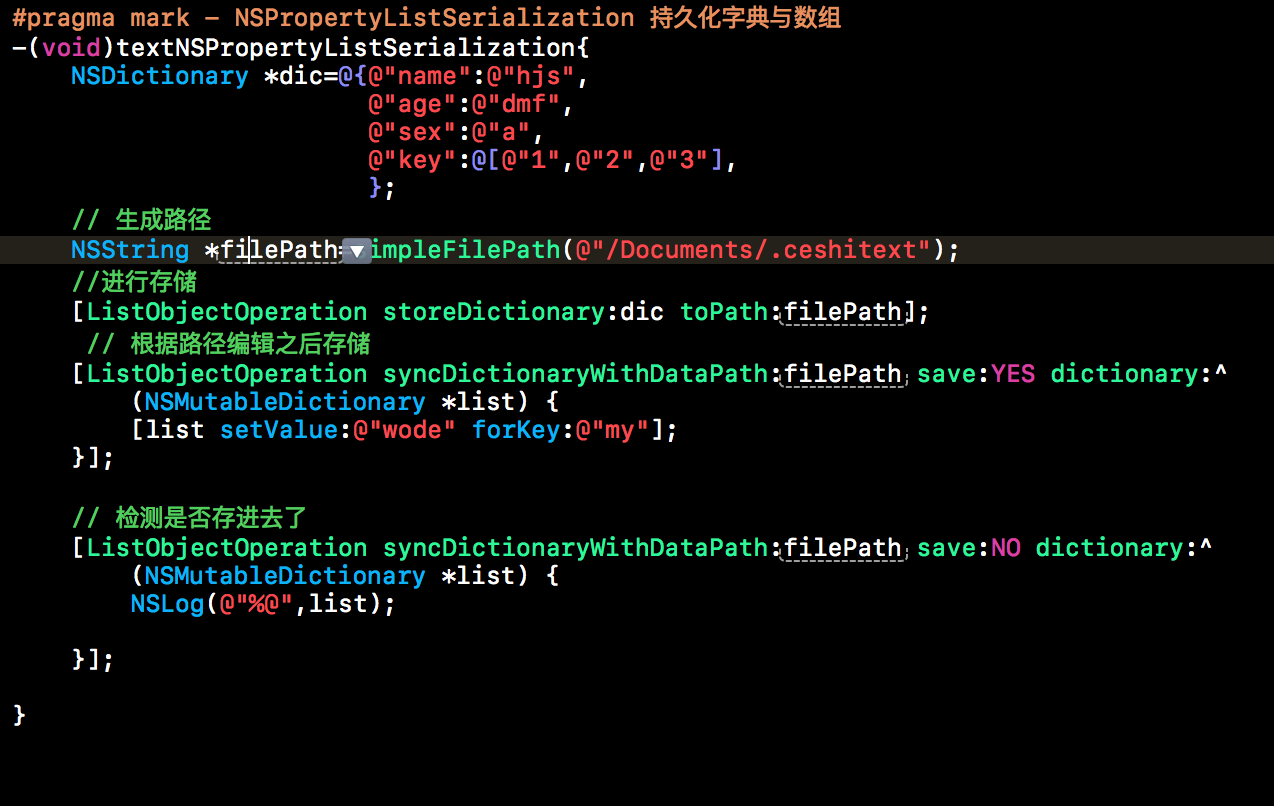 #pragma mark - NSPropertyListSerialization 持久化字典与数组
-(void)textNSPropertyListSerialization{
NSDictionary *dic=@{@"name":@"hjs",
@"age":@"dmf",
@"sex":@"a",
@"key":@[@"1",@"2",@"3"],
};
// 生成路径
NSString *filePath=impleFilePath(@"/Documents/.ceshitext");
//进行存储
[ListObjectOperation storeDictionary:dic toPath:filePath];
// 根据路径编辑之后存储
[ListObjectOperation syncDictionaryWithDataPath:filePath save:YES dictionary:^
(NSMutableDictionary *list) {
[list setValue:@"wode" forKey:@"my"];
}];
// 检测是否存进去了
[ListObjectOperation syncDictionaryWithDataPath:filePath save:NO dictionary:^
(NSMutableDictionary *list) {
NSLog(@"%@",list);
}];
}